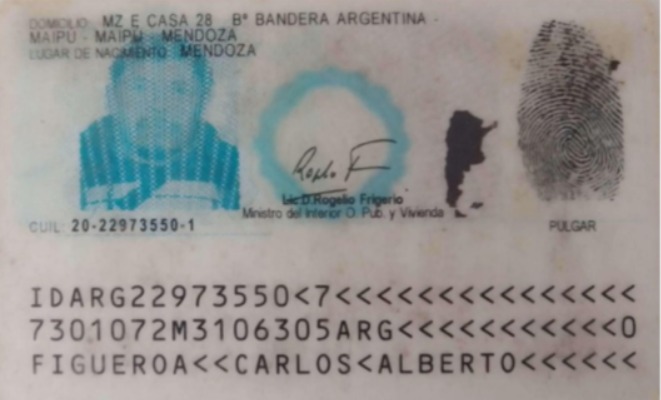 DOMICILIO: MZ E CASA 28 Bº BANDERA ARGENTINA -
MAIPU - MAIPU - MENDOZA
LUGAR DE NACIMIENTO: MENDOZA
Lic.D.Rogelio Frigerio
Ministro del Interior O. Pub. y Vivienda
CUIL: 20-22973550-1
PULGAR
IDARG22973550<7<<<<<<<<<<<<<<<
7301072M3106305ARG<<<<<<<<<<<0
FIGUEROA<<CARLOS<ALBERTO<<<<<<